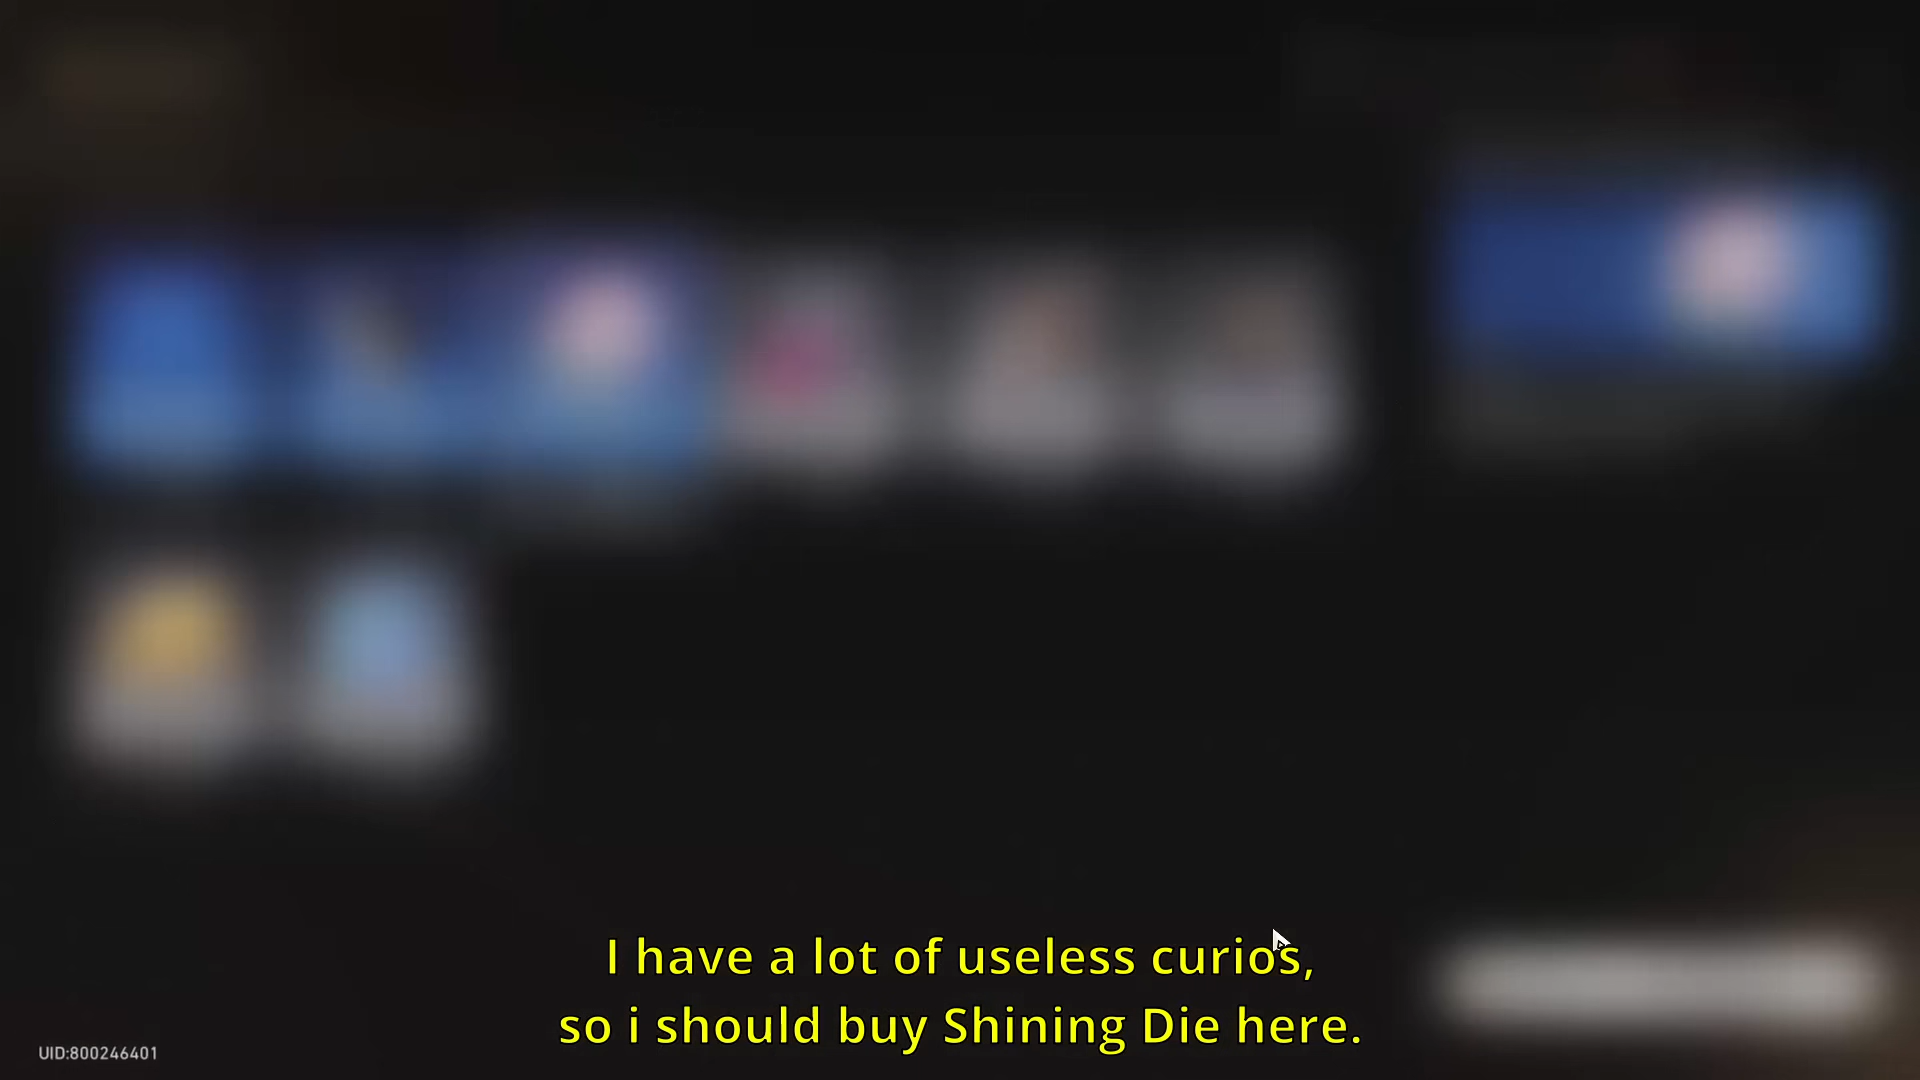 I have a lot of useless curios,
so i should buy Shining Die here.
UID:800246401